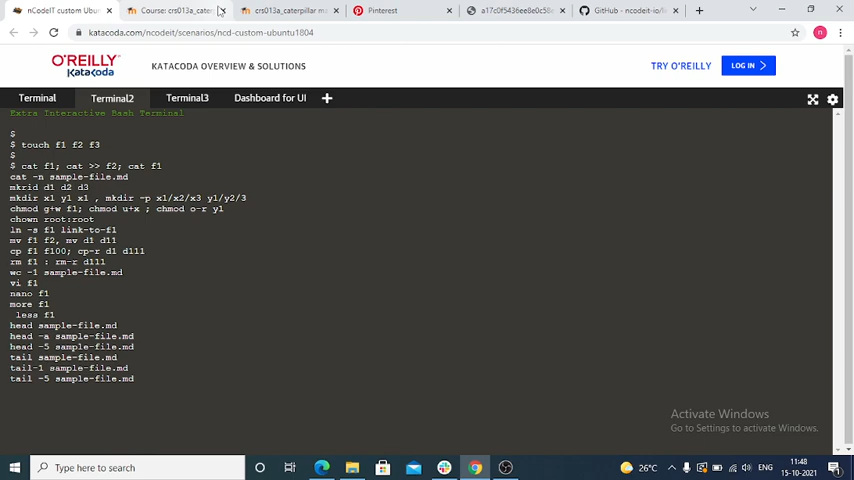 nCodeIT custom Ubun
Course: crs013a_cater
crs013a_caterpillar ma
Pinterest
a17c0f5436ee8e0c58e
GitHub - ncodeit-io/le
katacoda.com/ncodeit/scenarios/ncd-custom-ubuntu1804
n
O'REILLY
Katacoda
KATACODA OVERVIEW & SOLUTIONS
TRY O'REILLY
LOG IN
Terminal
Terminal2
Terminal3
Dashboard for UI
Extra Interactive Bash Terminal
$
$ touch f1 f2 f3
$
$ cat f1; cat >> f2; cat f1
cat -n sample-file.md
mkrid d1 d2 d3
mkdir x1 y1 x1 , mkdir -p x1/x2/x3 y1/y2/3
chmod g+w f1; chmod u+x ; chmod o-r y1
chown root:root
ln -s f1 link-to-f1
mv f1 f2, mv d1 d11
cp f1 f100; cp-r d1 d111
rm f1 : rm-r d111
wc -l sample-file.md
vi f1
nano f1
more f1
less f1
head sample-file.md
head -a sample-file.md
head -5 sample-file.md
tail sample-file.md
tail-1 sample-file.md
tail -5 sample-file.md
Activate Windows
Go to Settings to activate Windows.
Type here to search
26°C
ENG
11:48
15-10-2021
1